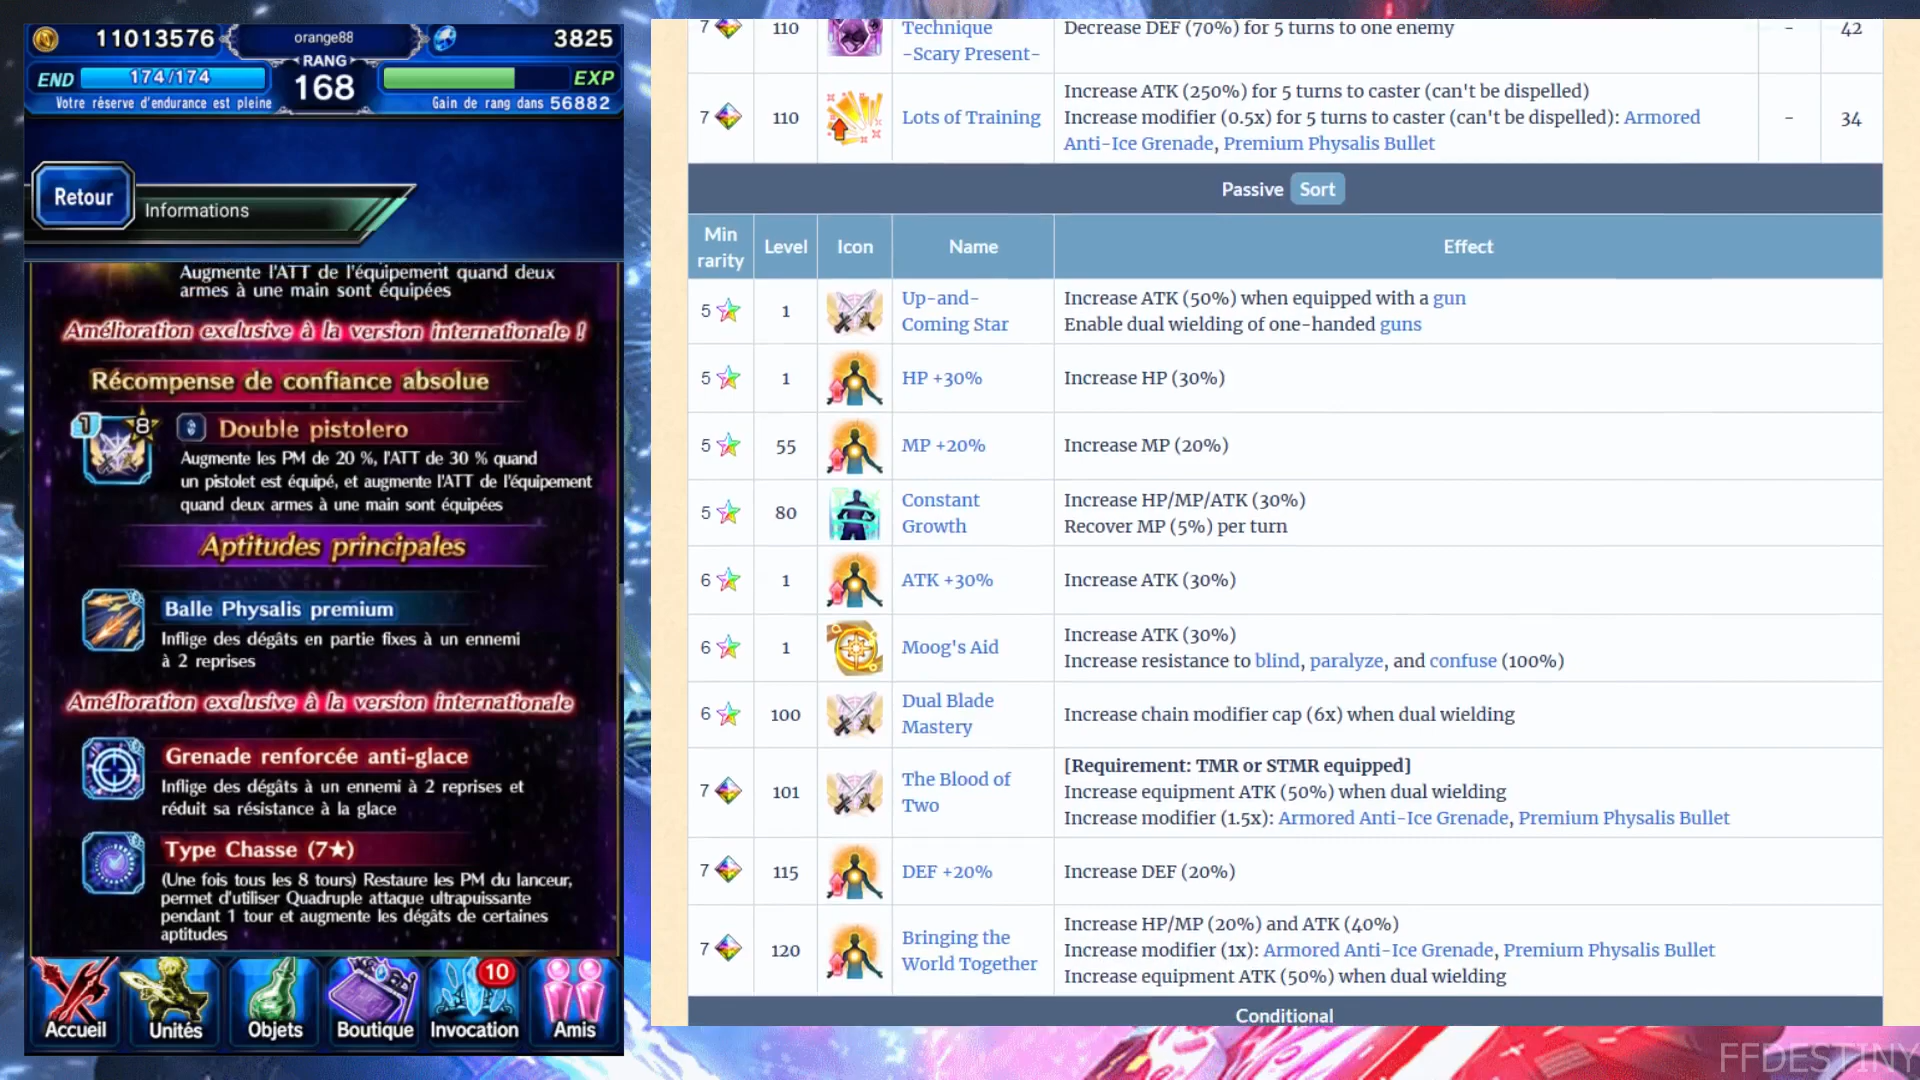 11013576
orange88
3825
RANG
168
END
174/174
EXP
Votre réserve d'endurance est pleine
Gain de rang dans 56882
Retour
Informations
Augmente l'ATT de l'équipement quand deux
armes à une main sont équipées
Amélioration exclusive à la version internationale !
Récompense de confiance absolue
1
8
Double pistolero
Augmente les PM de 20 %, l'ATT de 30 % quand
un pistolet est équipé, et augmente l'ATT de l'équipement
quand deux armes à une main sont équipées
Aptitudes principales
Balle Physalis premium
Inflige des dégâts en partie fixes à un ennemi
à 2 reprises
Amélioration exclusive à la version internationale
Grenade renforcée anti-glace
Inflige des dégâts à un ennemi à 2 reprises et
réduit sa résistance à la glace
Type Chasse (7★)
(Une fois tous les 8 tours) Restaure les PM du lanceur,
permet d'utiliser Quadruple attaque ultrapuissante
pendant 1 tour et augmente les dégâts de certaines
aptitudes
10
Accueil Unités Objets Boutique Invocation Amis
7 110 Technique
-Scary Present- Decrease DEF (70%) for 5 turns to one enemy - 42
7 110 Lots of Training Increase ATK (250%) for 5 turns to caster (can't be dispelled)
Increase modifier (0.5x) for 5 turns to caster (can't be dispelled): Armored
Anti-Ice Grenade, Premium Physalis Bullet - 34
Passive Sort
Min
rarity Level Icon Name Effect
5 1 Up-and-
Coming Star Increase ATK (50%) when equipped with a gun
Enable dual wielding of one-handed guns
5 1 HP +30% Increase HP (30%)
5 55 MP +20% Increase MP (20%)
5 80 Constant
Growth Increase HP/MP/ATK (30%)
Recover MP (5%) per turn
6 1 ATK +30% Increase ATK (30%)
6 1 Moog's Aid Increase ATK (30%)
Increase resistance to blind, paralyze, and confuse (100%)
6 100 Dual Blade
Mastery Increase chain modifier cap (6x) when dual wielding
7 101 The Blood of
Two [Requirement: TMR or STMR equipped]
Increase equipment ATK (50%) when dual wielding
Increase modifier (1.5x): Armored Anti-Ice Grenade, Premium Physalis Bullet
7 115 DEF +20% Increase DEF (20%)
7 120 Bringing the
World Together Increase HP/MP (20%) and ATK (40%)
Increase modifier (1x): Armored Anti-Ice Grenade, Premium Physalis Bullet
Increase equipment ATK (50%) when dual wielding
Conditional
FFDESTINY